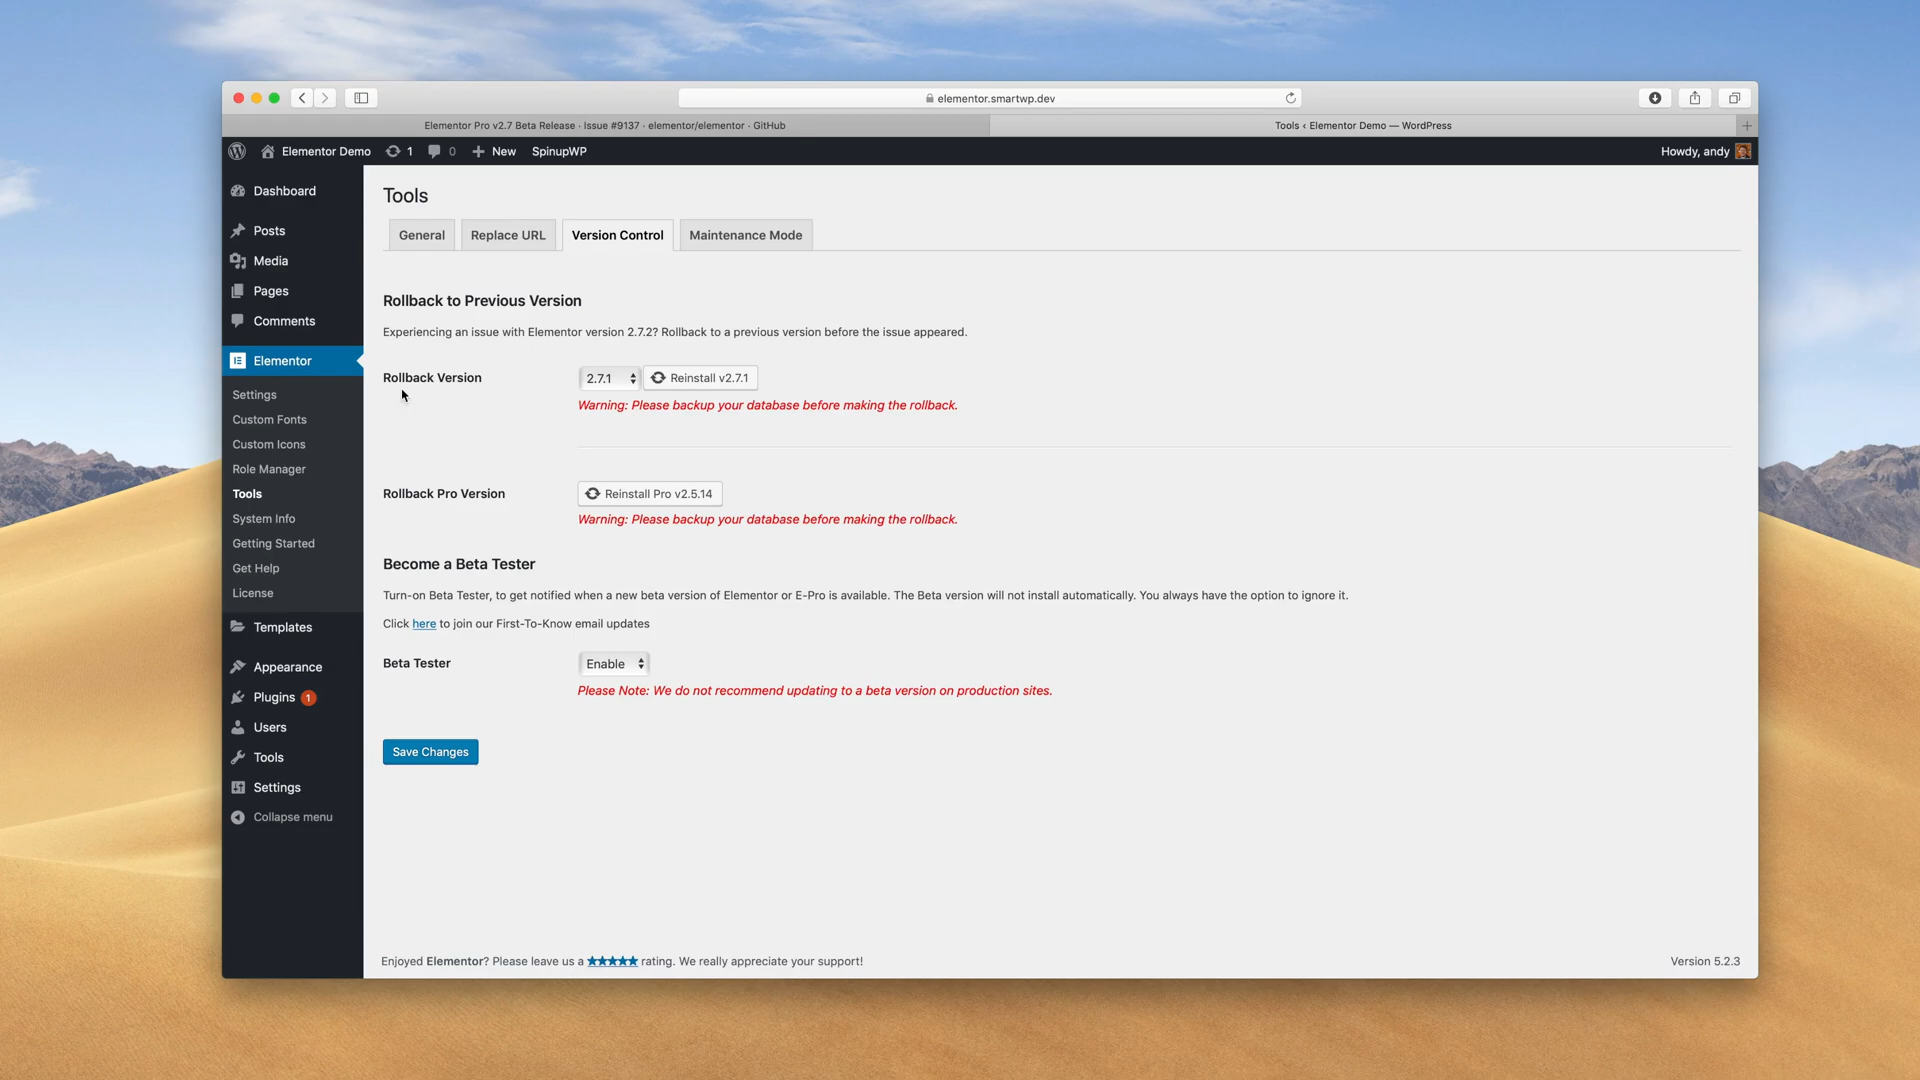 elementor.smartwp.dev
Elementor Pro v2.7 Beta Release · Issue #9137 · elementor/elementor · GitHub
Tools ‹ Elementor Demo — WordPress
Elementor Demo 1 0 New SpinupWP
Howdy, andy
Dashboard
Posts
Media
Pages
Comments
Elementor
Settings
Custom Fonts
Custom Icons
Role Manager
Tools
System Info
Getting Started
Get Help
License
Templates
Appearance
Plugins 1
Users
Tools
Settings
Collapse menu
Tools
General
Replace URL
Version Control
Maintenance Mode
Rollback to Previous Version
Experiencing an issue with Elementor version 2.7.2? Rollback to a previous version before the issue appeared.
Rollback Version
2.7.1
Reinstall v2.7.1
Warning: Please backup your database before making the rollback.
Rollback Pro Version
Reinstall Pro v2.5.14
Warning: Please backup your database before making the rollback.
Become a Beta Tester
Turn-on Beta Tester, to get notified when a new beta version of Elementor or E-Pro is available. The Beta version will not install automatically. You always have the option to ignore it.
Click here to join our First-To-Know email updates
Beta Tester
Enable
Please Note: We do not recommend updating to a beta version on production sites.
Save Changes
Enjoyed Elementor? Please leave us a ★★★★★ rating. We really appreciate your support!
Version 5.2.3